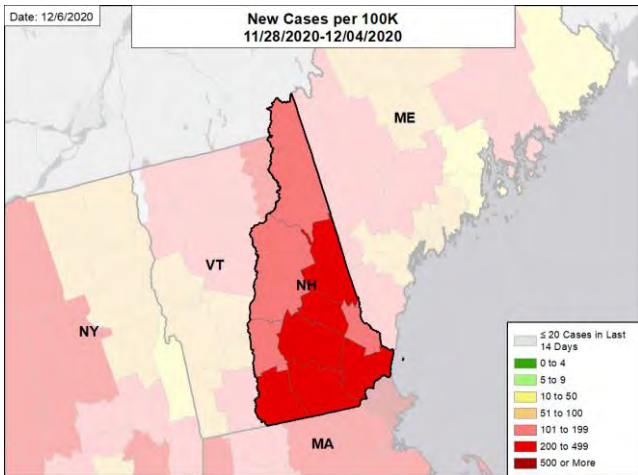 Date: 12/6/2020
New Cases per 100K
11/28/2020-12/04/2020
ME
VT
NH
NY
MA
≤ 20 Cases in Last
14 Days
0 to 4
5 to 9
10 to 50
51 to 100
101 to 199
200 to 499
500 or More